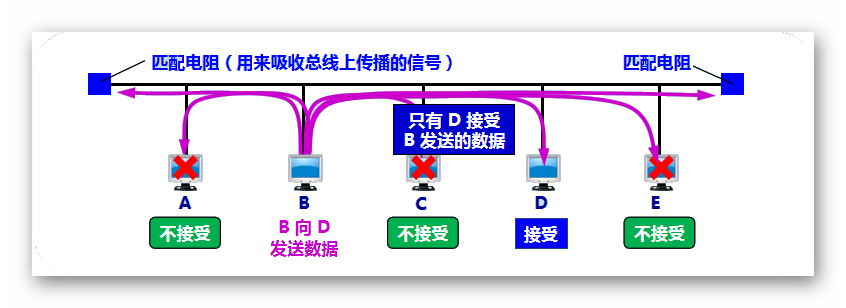 匹配电阻（用来吸收总线上传播的信号）
匹配电阻
只有 D 接受
B 发送的数据
A
B
C
D
E
不接受
B 向 D
发送数据
不接受
接受
不接受